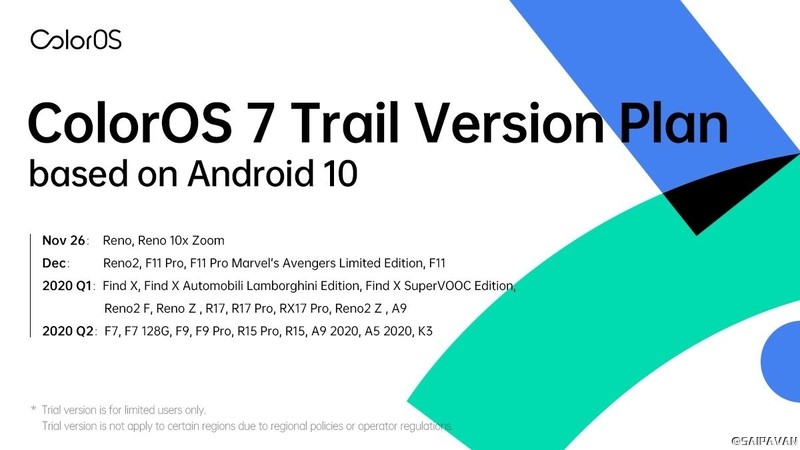 ColorOS
ColorOS 7 Trail Version Plan
based on Android 10
Nov 26: Reno, Reno 10x Zoom
Dec: Reno2, F11 Pro, F11 Pro Marvel's Avengers Limited Edition, F11
2020 Q1: Find X, Find X Automobili Lamborghini Edition, Find X SuperVOOC Edition,
Reno2 F, Reno Z , R17, R17 Pro, RX17 Pro, Reno2 Z , A9
2020 Q2: F7, F7 128G, F9, F9 Pro, R15 Pro, R15, A9 2020, A5 2020, K3
* Trial version is for limited users only.
Trial version is not apply to certain regions due to regional policies or operator regulations.
@SAIPAVAN